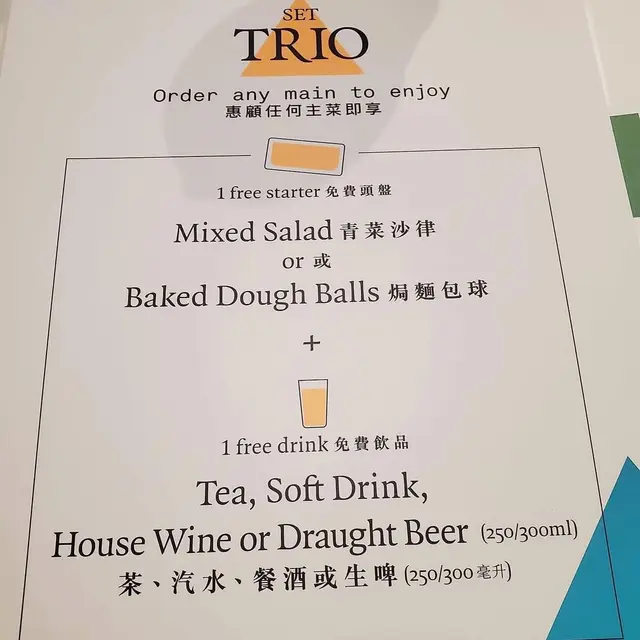 SET
TRIO
Order any main to enjoy
惠顧任何主菜即享
1 free starter 免費頭盤
Mixed Salad 青菜沙律
or 或
Baked Dough Balls 焗麵包球
+
1 free drink 免費飲品
Tea, Soft Drink,
House Wine or Draught Beer (250/300ml)
茶、汽水、餐酒或生啤 (250/300 毫升)